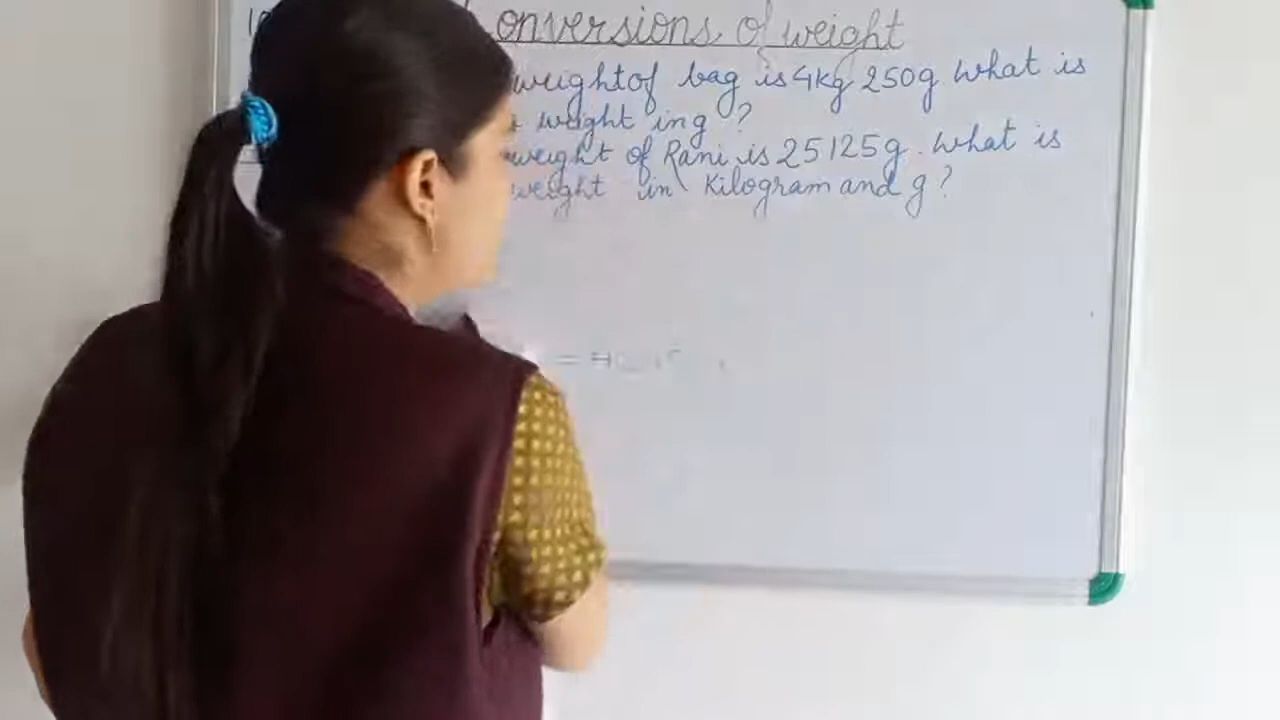 onversions of weight
weight of bag is 4kg 250g what is
weight in g ?
weight of Rani is 25125g. what is
weight in Kilogram and g ?
=